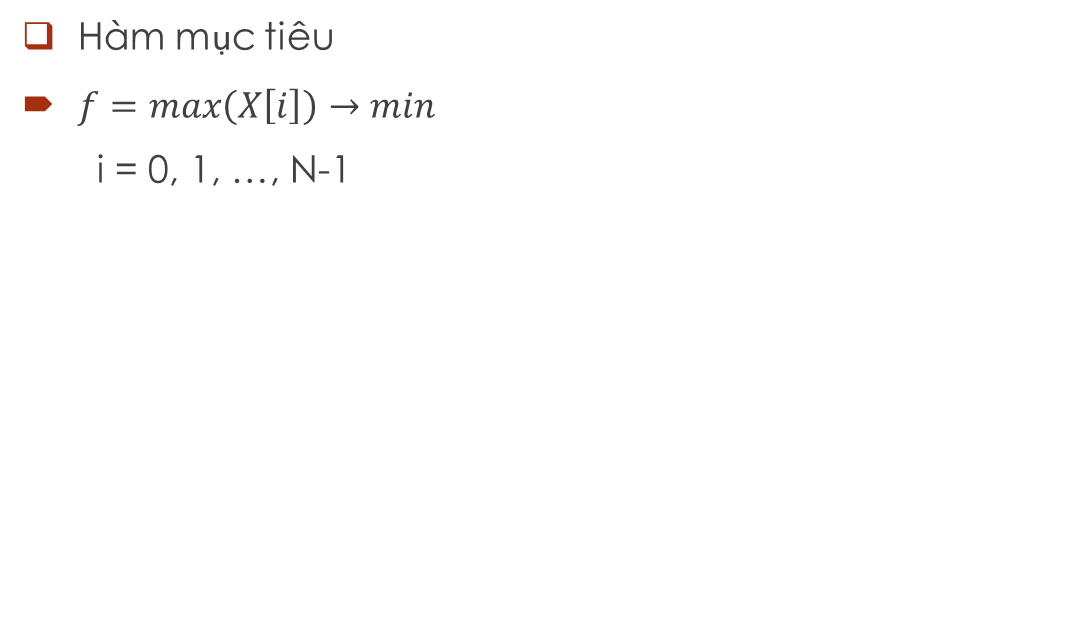 Hàm mục tiêu
f = max(X[i]) → min
i = 0, 1, …, N-1